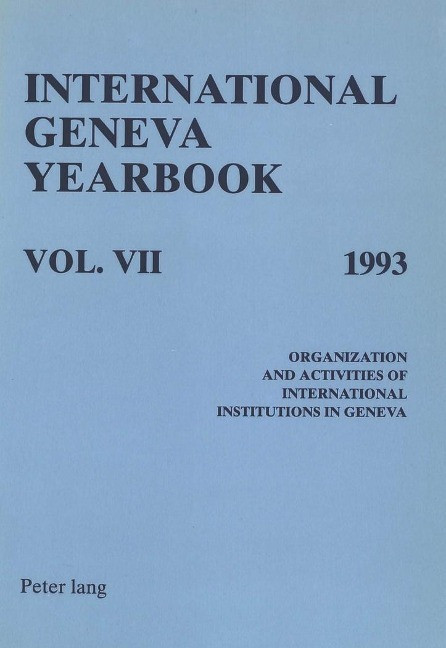 INTERNATIONAL
GENEVA
YEARBOOK
VOL. VII 1993
ORGANIZATION
AND ACTIVITIES OF
INTERNATIONAL
INSTITUTIONS IN GENEVA
Peter lang